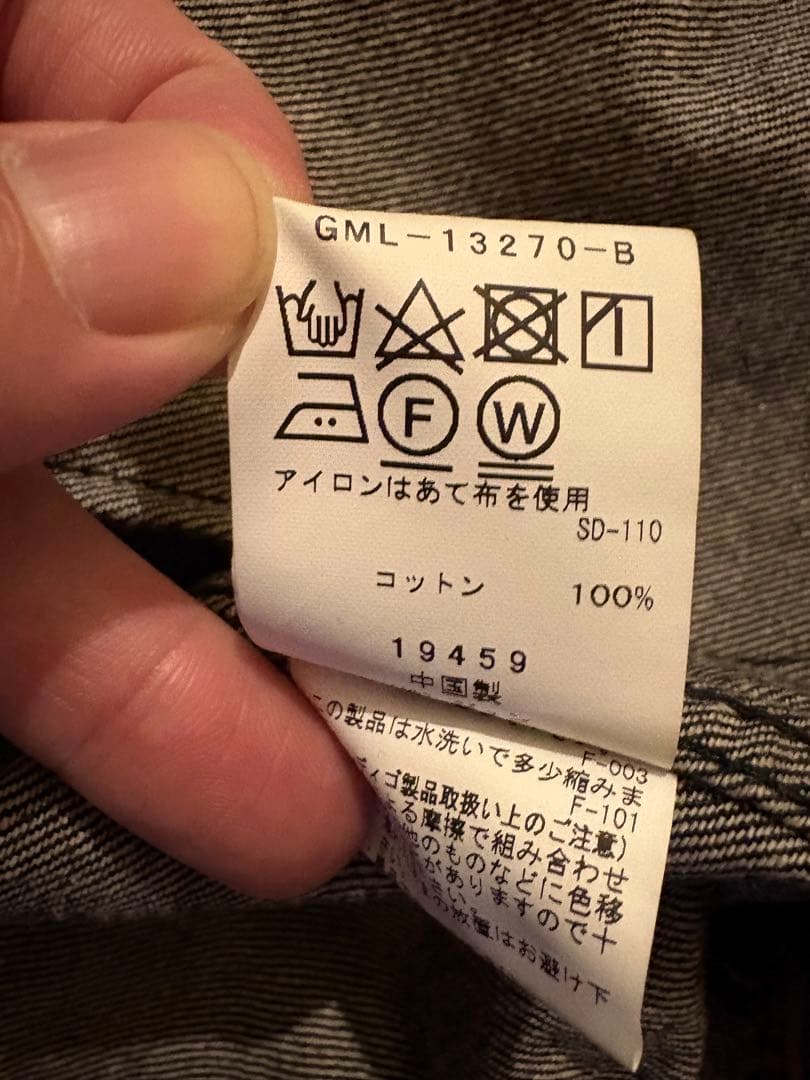 GML-13270-B
F W
アイロンはあて布を使用
SD-110
コットン 100%
19459
中国製
F-003
の製品は水洗いで多少縮みま
F-101
ィゴ製品取扱い上のご注意)
る摩擦で組み合わせ
のものなどに色移
がありますので十
はお避け下